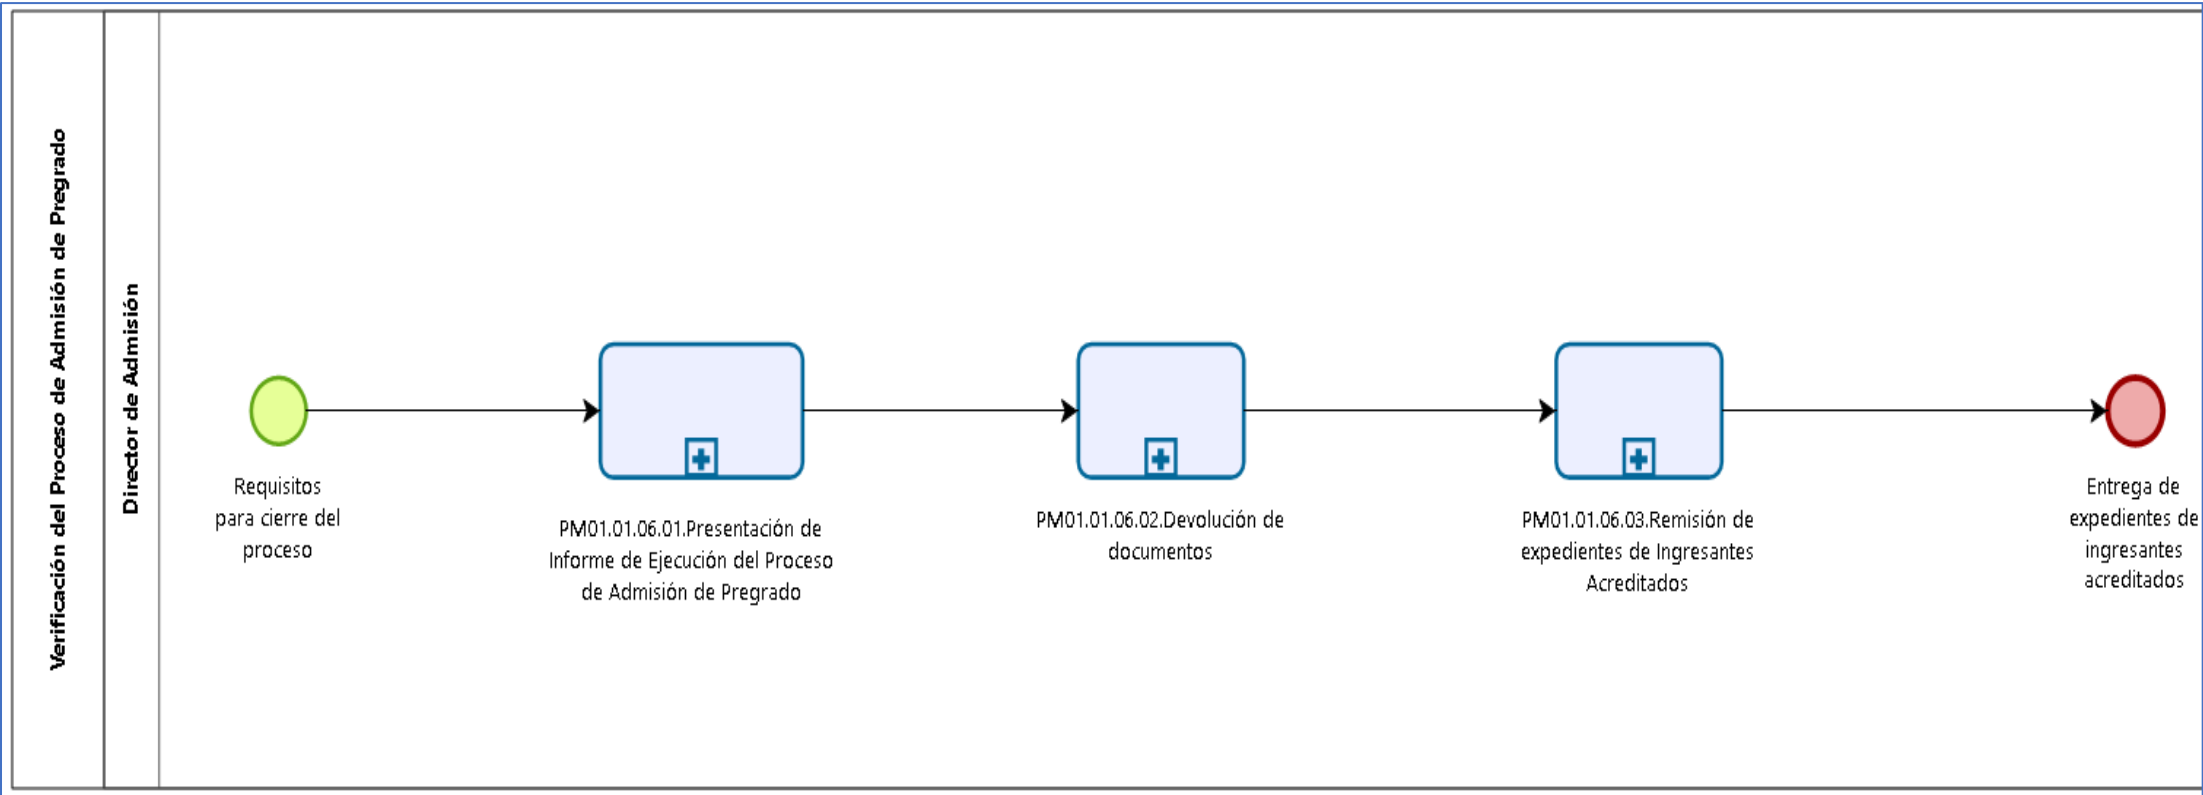 Verificación del Proceso de Admisión de Pregrado
Director de Admisión
Requisitos
para cierre del
proceso
PM01.01.06.01.Presentación de
Informe de Ejecución del Proceso
de Admisión de Pregrado
PM01.01.06.02.Devolución de
documentos
PM01.01.06.03.Remisión de
expedientes de Ingresantes
Acreditados
Entrega de
expedientes de
ingresantes
acreditados